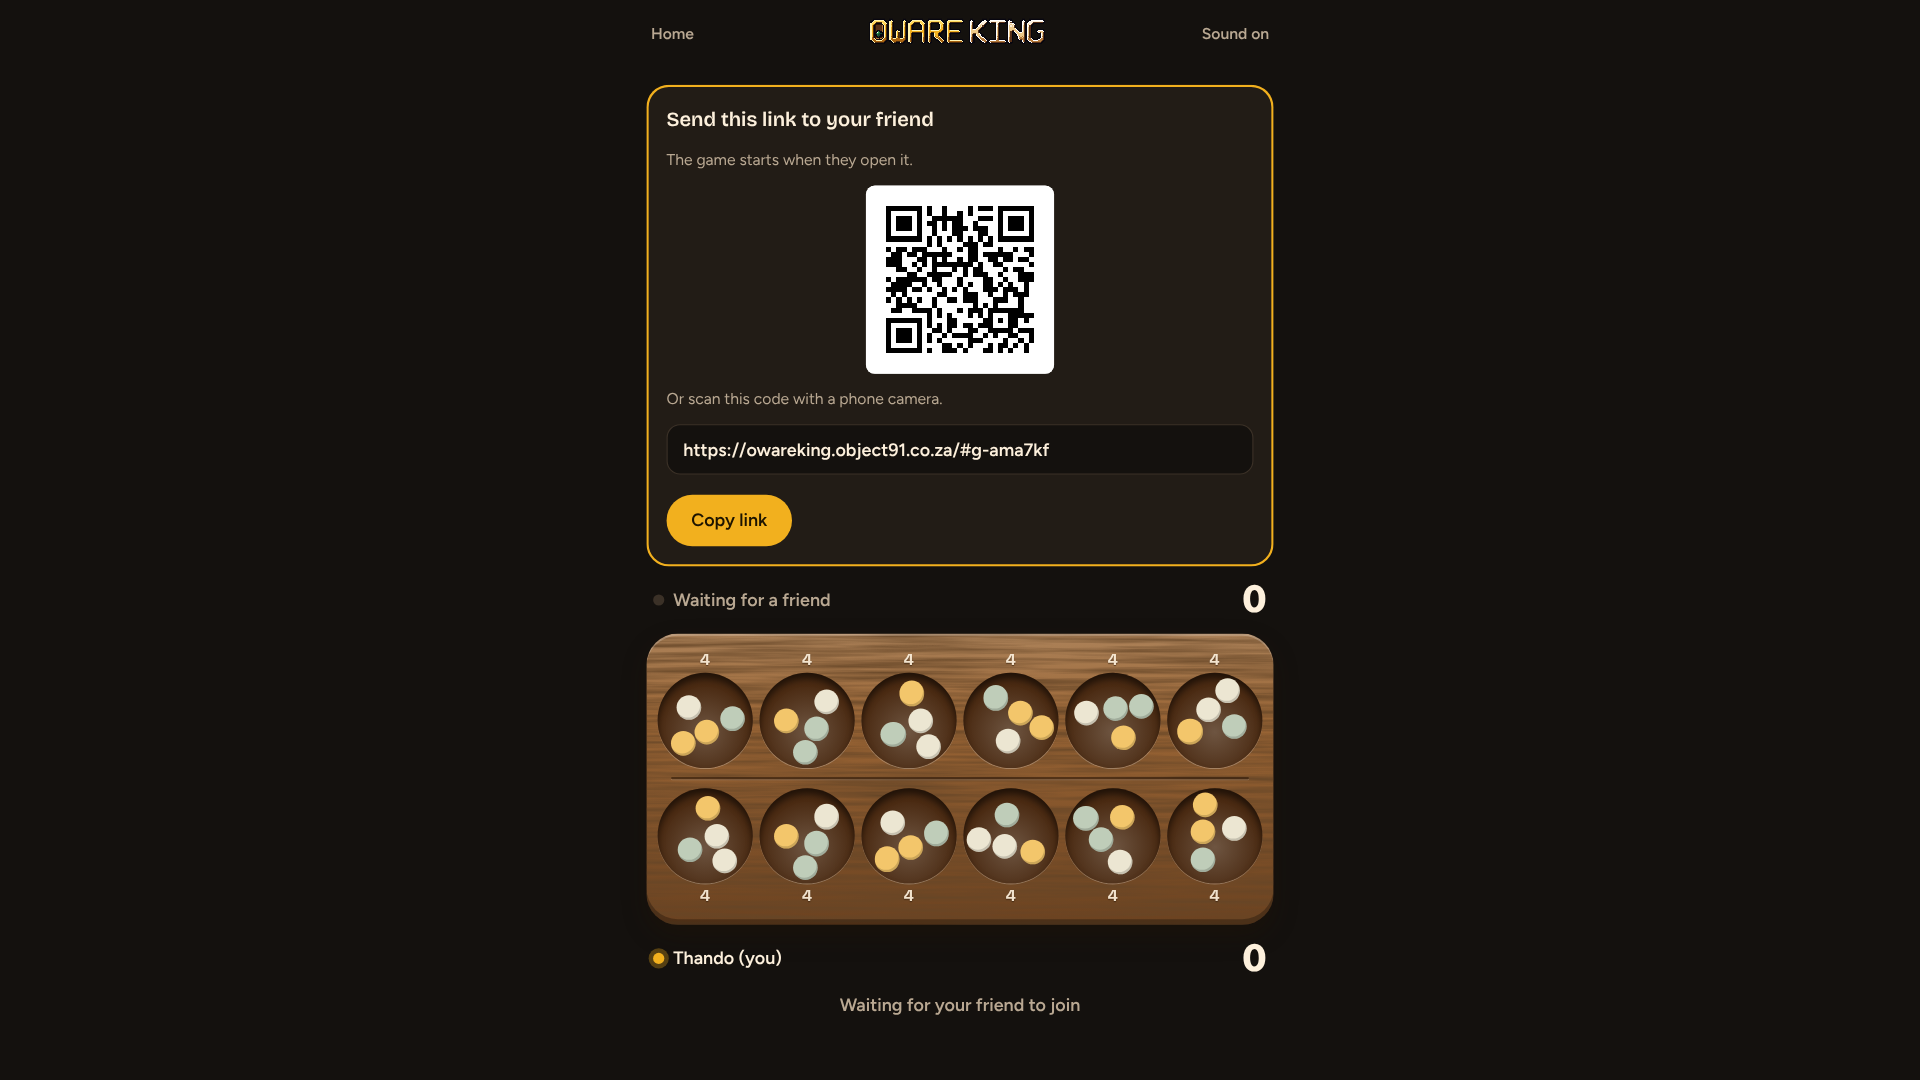 Home
OWARE KING
Sound on
Send this link to your friend
The game starts when they open it.
Or scan this code with a phone camera.
https://owareking.object91.co.za/#g-ama7kf
Copy link
Waiting for a friend
0
4 4 4 4 4 4
4 4 4 4 4 4
Thando (you)
0
Waiting for your friend to join